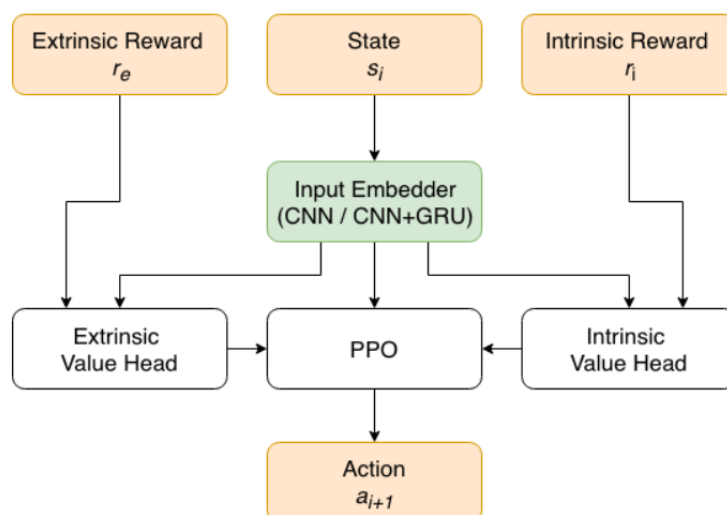 Extrinsic Reward
r_e
State
s_i
Intrinsic Reward
r_i
Input Embedder
(CNN / CNN+GRU)
Extrinsic
Value Head
PPO
Intrinsic
Value Head
Action
a_{i+1}